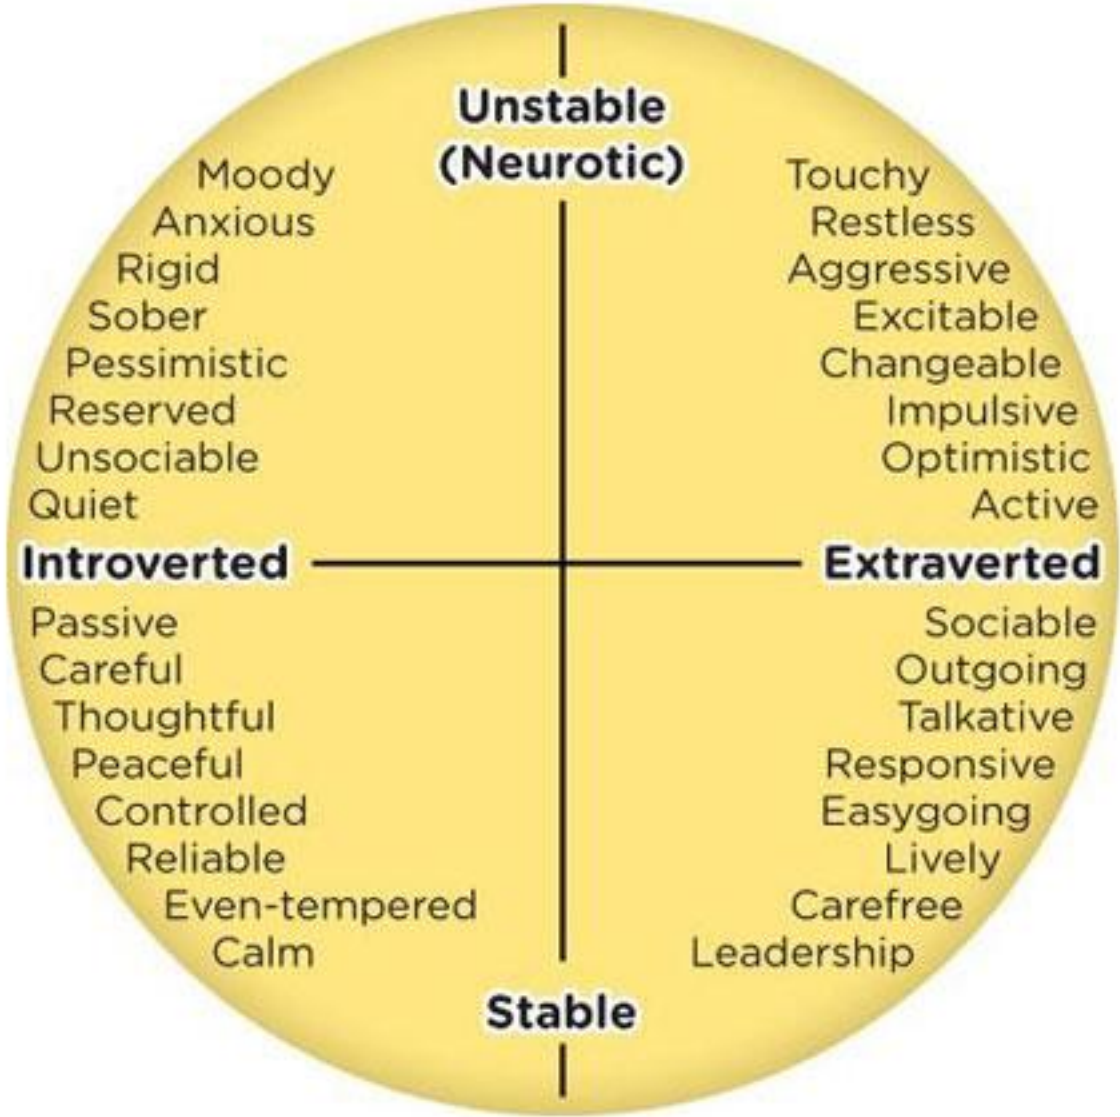 Unstable
(Neurotic)
Moody
Anxious
Rigid
Sober
Pessimistic
Reserved
Unsociable
Quiet
Touchy
Restless
Aggressive
Excitable
Changeable
Impulsive
Optimistic
Active
Introverted
Extraverted
Passive
Careful
Thoughtful
Peaceful
Controlled
Reliable
Even-tempered
Calm
Sociable
Outgoing
Talkative
Responsive
Easygoing
Lively
Carefree
Leadership
Stable